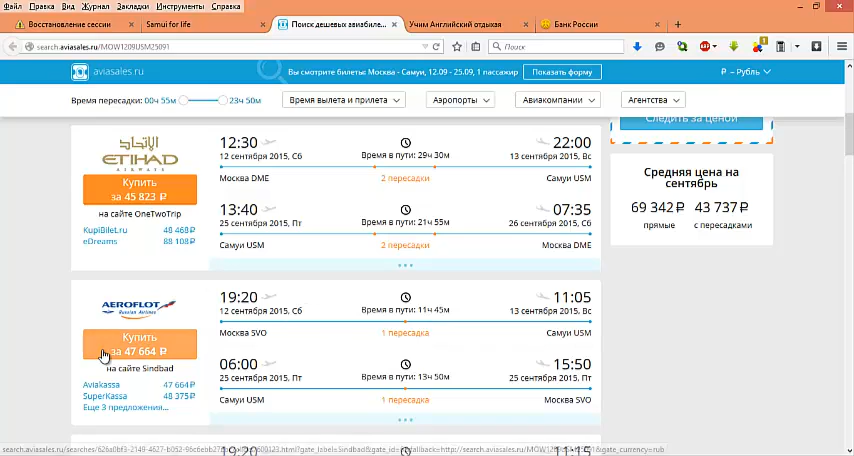 Файл Правка Вид Журнал Закладки Инструменты Справка
Восстановление сессии
Samui for life
Поиск дешевых авиабиле...
Учим Английский отдыхая
Банк России
search.aviasales.ru/MOW1209USM25091
Поиск
aviasales.ru
Вы смотрите билеты: Москва - Самуи, 12.09 - 25.09, 1 пассажир
Показать форму
₽ – Рубль
Время пересадки: 00ч 55м 23ч 50м
Время вылета и прилета
Аэропорты
Авиакомпании
Агентства
Следить за ценой
الاتحاد
ETIHAD
AIRWAYS
Купить
за 45 823 ₽
на сайте OneTwoTrip
KupiBilet.ru 48 468 ₽
eDreams 88 108 ₽
12:30 22:00
12 сентября 2015, Сб Время в пути: 29ч 30м 13 сентября 2015, Вс
Москва DME 2 пересадки Самуи USM
13:40 07:35
25 сентября 2015, Пт Время в пути: 21ч 55м 26 сентября 2015, Сб
Самуи USM 2 пересадки Москва DME
Средняя цена на
сентябрь
69 342 ₽ 43 737 ₽
прямые с пересадками
AEROFLOT
Russian Airlines
Купить
за 47 664 ₽
на сайте Sindbad
Aviakassa 47 664 ₽
SuperKassa 48 375 ₽
Еще 3 предложения...
19:20 11:05
12 сентября 2015, Сб Время в пути: 11ч 45м 13 сентября 2015, Вс
Москва SVO 1 пересадка Самуи USM
06:00 15:50
25 сентября 2015, Пт Время в пути: 13ч 50м 25 сентября 2015, Пт
Самуи USM 1 пересадка Москва SVO
19:20 11:15